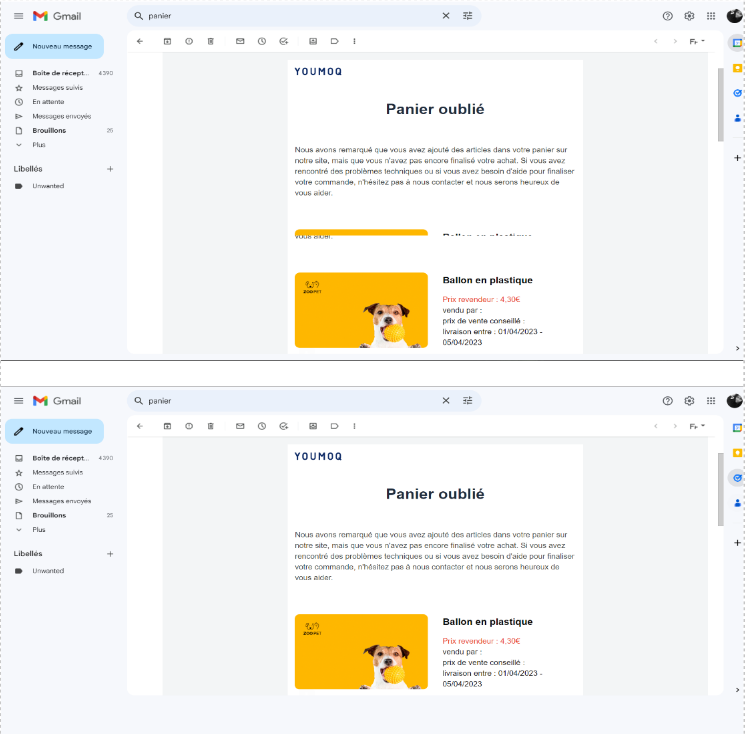 Gmail
panier
Nouveau message
Boîte de récept... 4 390
Messages suivis
En attente
Messages envoyés
Brouillons 25
Plus
Libellés
Unwanted
YOUMOQ
Panier oublié
Nous avons remarqué que vous avez ajouté des articles dans votre panier sur
notre site, mais que vous n'avez pas encore finalisé votre achat. Si vous avez
rencontré des problèmes techniques ou si vous avez besoin d'aide pour finaliser
votre commande, n'hésitez pas à nous contacter et nous serons heureux de
vous aider.
Ballon en plastique
vous aider.
ZOOPET
Ballon en plastique
Prix revendeur : 4,30€
vendu par :
prix de vente conseillé :
livraison entre : 01/04/2023 -
05/04/2023
Gmail
panier
Nouveau message
Boîte de récept... 4 390
Messages suivis
En attente
Messages envoyés
Brouillons 25
Plus
Libellés
Unwanted
YOUMOQ
Panier oublié
Nous avons remarqué que vous avez ajouté des articles dans votre panier sur
notre site, mais que vous n'avez pas encore finalisé votre achat. Si vous avez
rencontré des problèmes techniques ou si vous avez besoin d'aide pour finaliser
votre commande, n'hésitez pas à nous contacter et nous serons heureux de
vous aider.
ZOOPET
Ballon en plastique
Prix revendeur : 4,30€
vendu par :
prix de vente conseillé :
livraison entre : 01/04/2023 -
05/04/2023